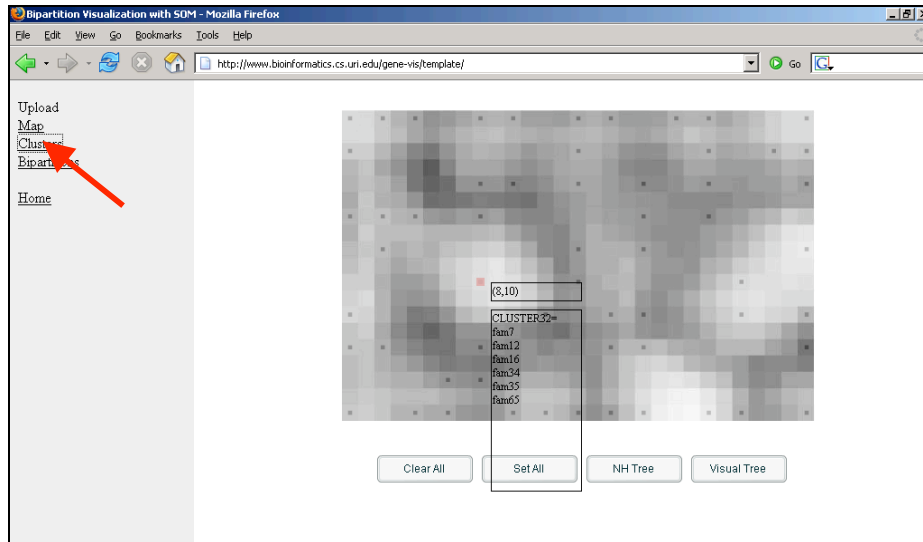 Bipartition Visualization with SOM - Mozilla Firefox
File Edit View Go Bookmarks Tools Help
http://www.bioinformatics.cs.uri.edu/gene-vis/template/ Go G
Upload
Map
Clusters
Bipartitions
Home
(8,10)
CLUSTER32=
fam7
fam12
fam16
fam34
fam35
fam65
Clear All Set All NH Tree Visual Tree